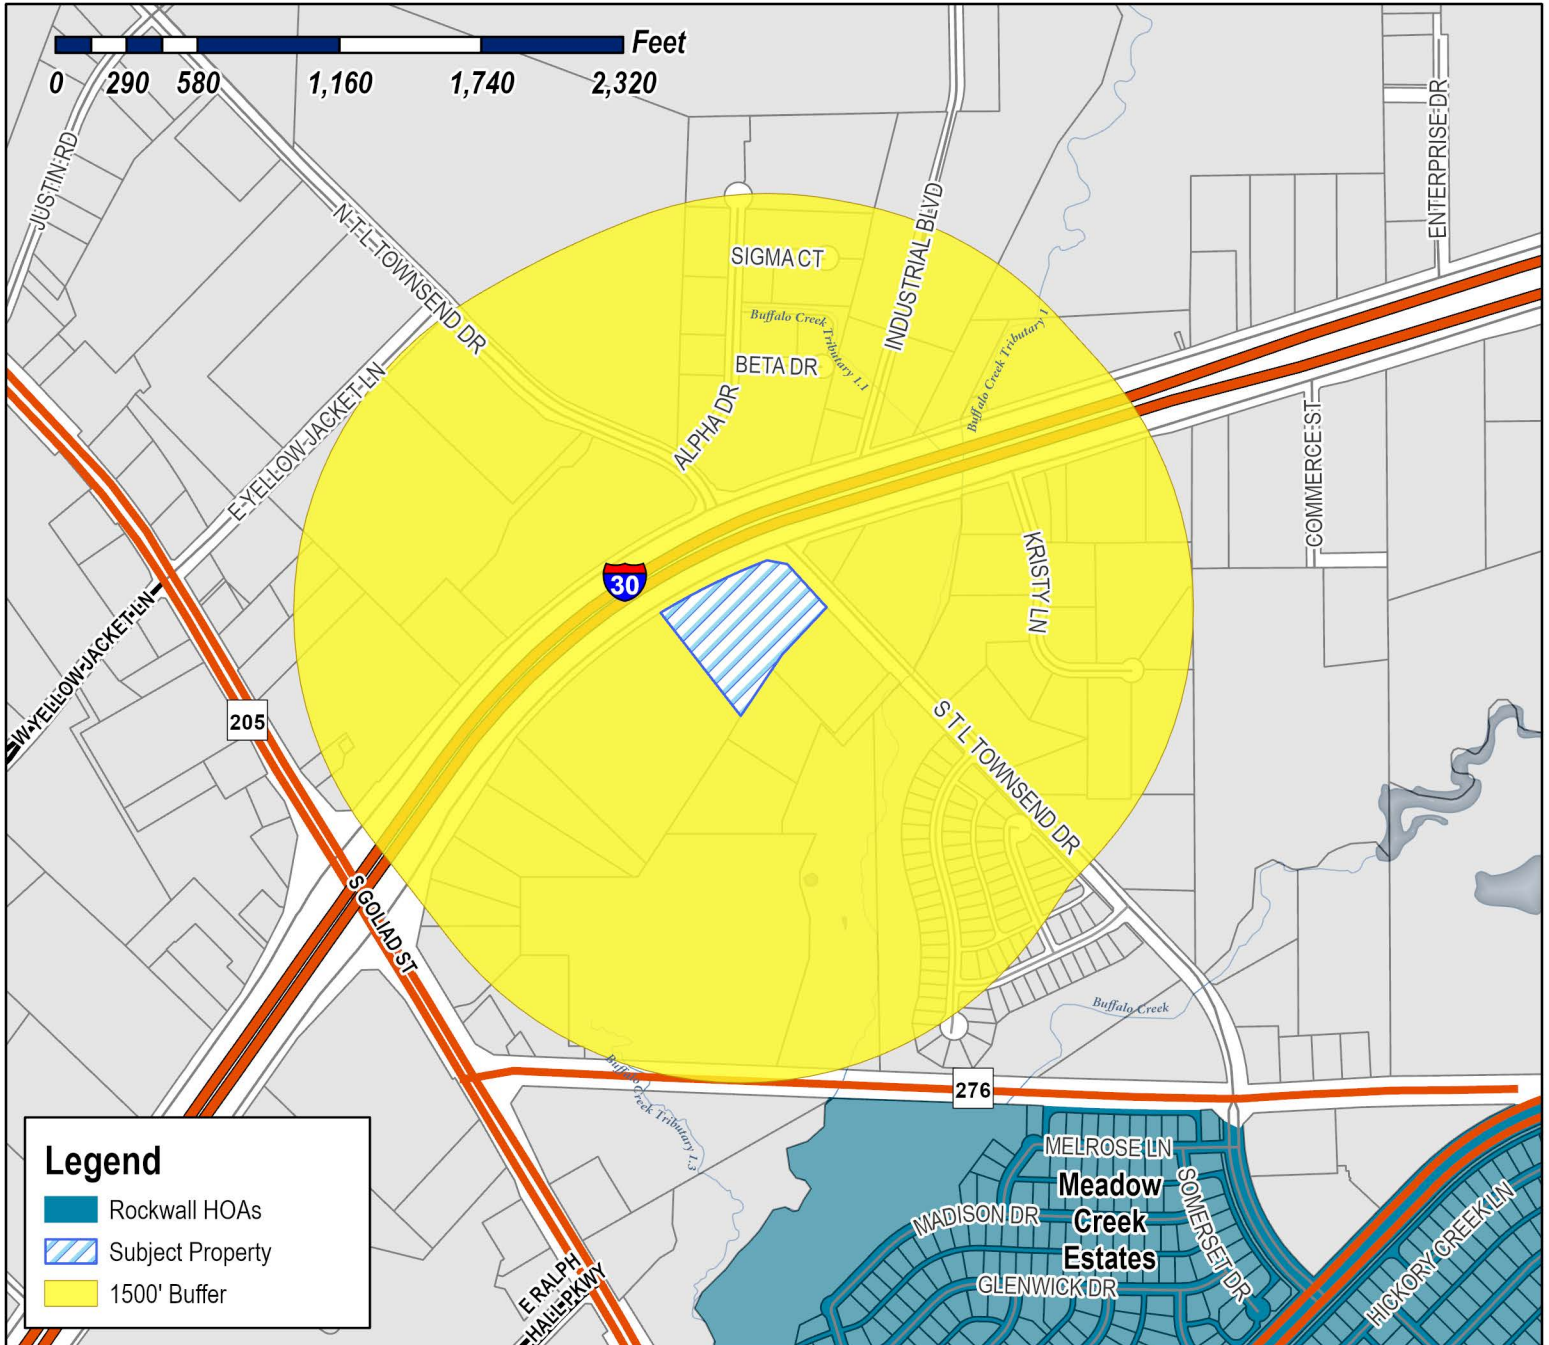 Feet
0 290 580 1,160 1,740 2,320
JUSTIN RD
N T L TOWNSEND DR
SIGMA CT
INDUSTRIAL BLVD
ENTERPRISE DR
Buffalo Creek Tributary 1.1
Buffalo Creek Tributary 1
BETA DR
ALPHA DR
E YELLOW JACKET LN
COMMERCE ST
KRISTY LN
30
W YELLOW JACKET LN
205
S T L TOWNSEND DR
S GOLIAD ST
Buffalo Creek
Buffalo Creek Tributary 1.3
276
MELROSE LN
Meadow
Creek
Estates
SOMERSET DR
MADISON DR
GLENWICK DR
HICKORY CREEK LN
E RALPH
HALL PKWY
Legend
Rockwall HOAs
Subject Property
1500' Buffer